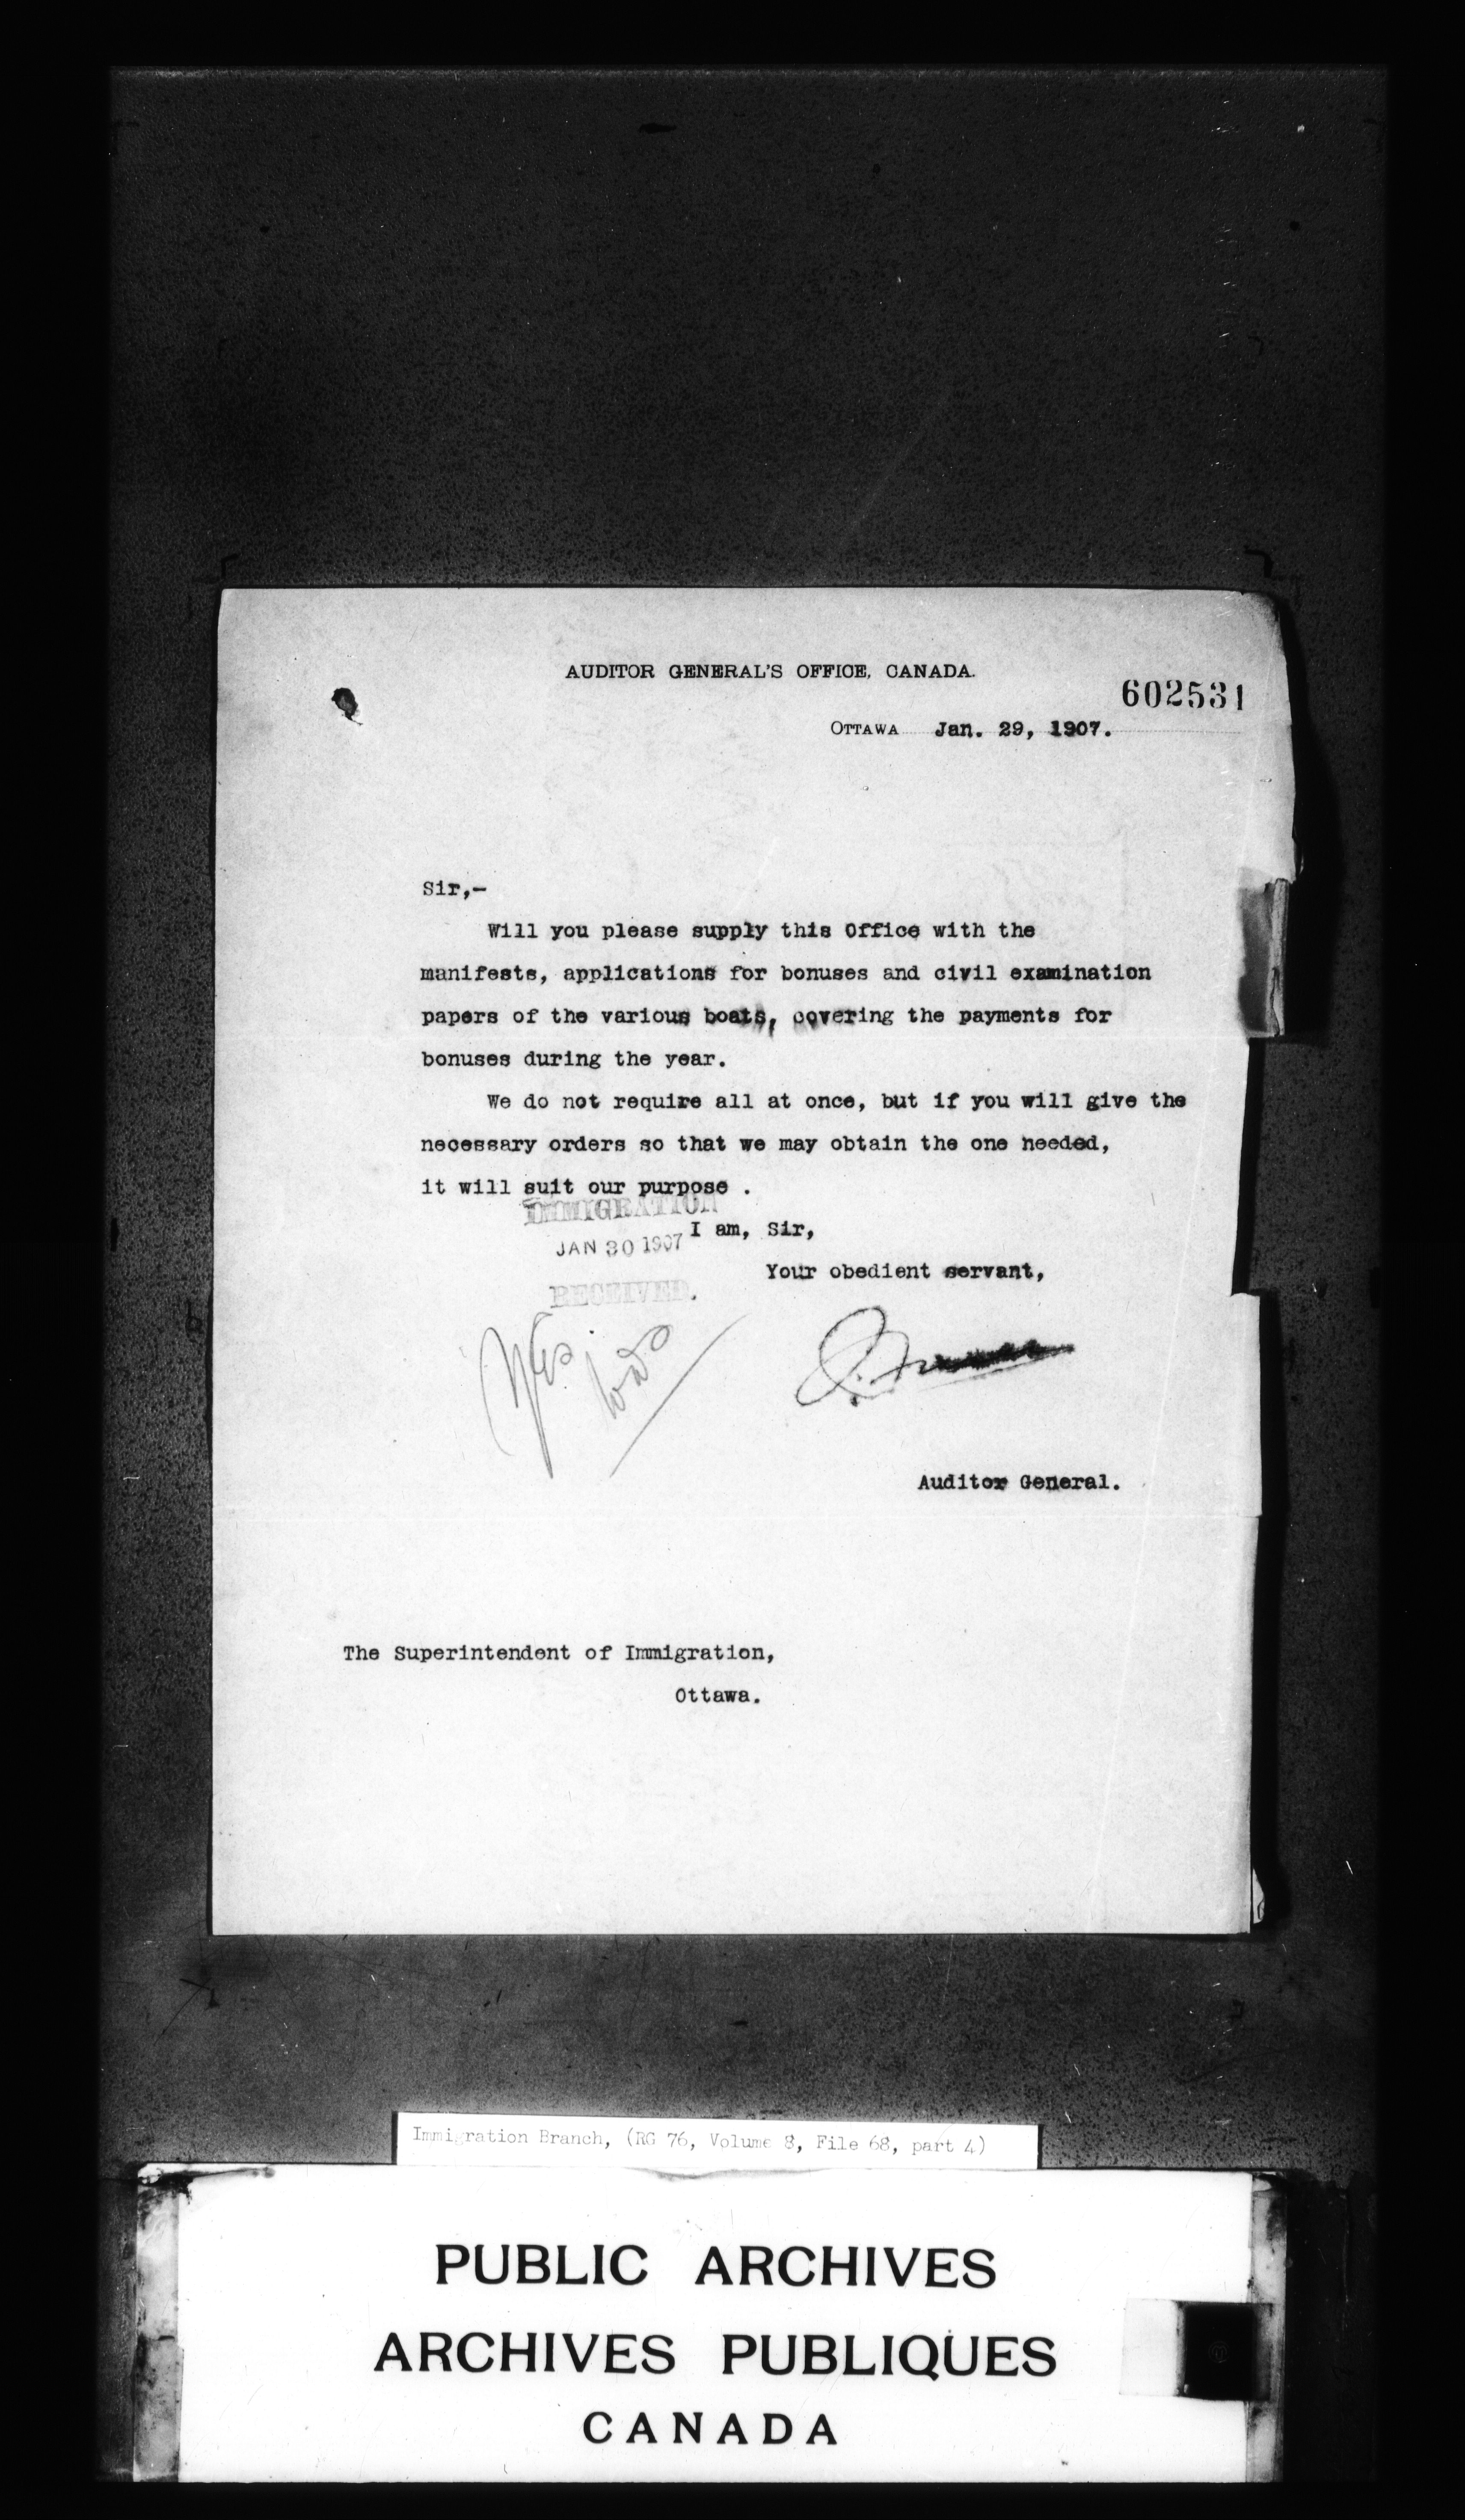 AUDITOR GENERAL'S OFFICE, CANADA.
602531
OTTAWA Jan. 29, 1907.
Sir,-
Will you please supply this Office with the
manifests, applications for bonuses and civil examination
papers of the various boats, covering the payments for
bonuses during the year.
We do not require all at once, but if you will give the
necessary orders so that we may obtain the one needed,
it will suit our purpose .
IMMIGRATION
I am, Sir,
JAN 30 1907
Your obedient servant,
RECEIVED.
Auditor General.
The Superintendent of Immigration,
Ottawa.
Immigration Branch, (RG 76, Volume 8, File 68, part 4)
PUBLIC ARCHIVES
ARCHIVES PUBLIQUES
CANADA